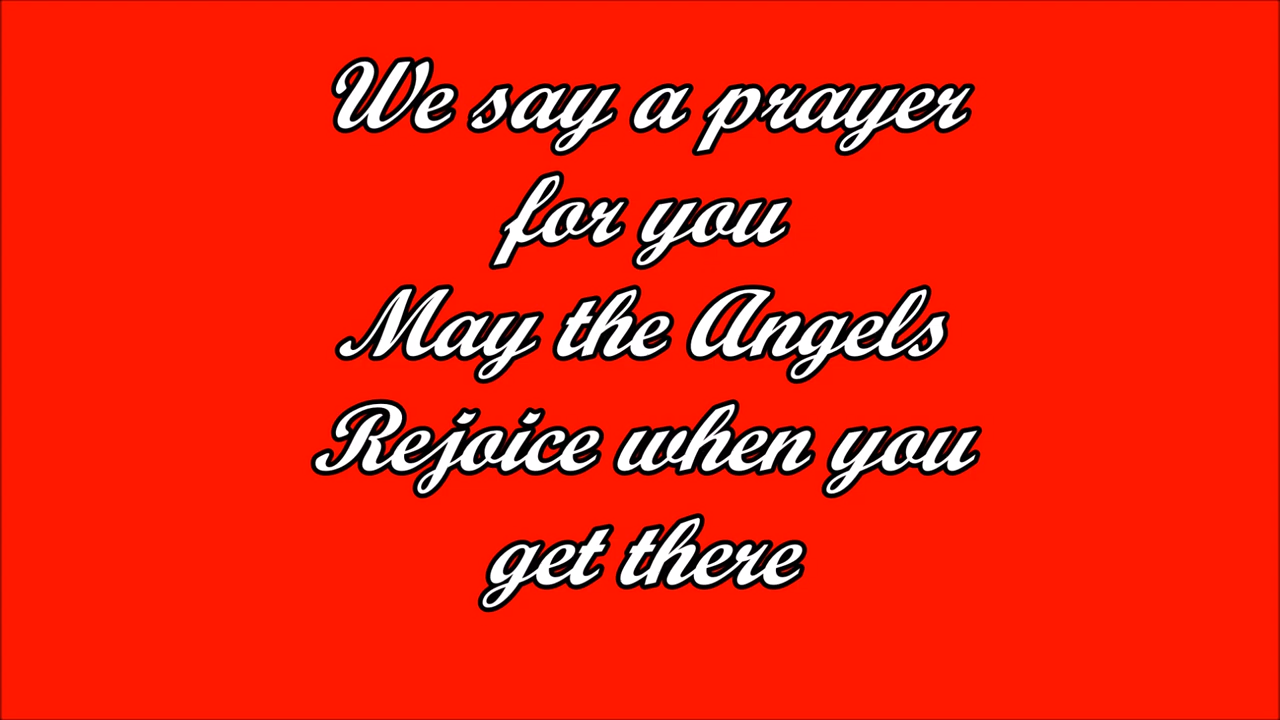 We say a prayer
for you
May the Angels
Rejoice when you
get there